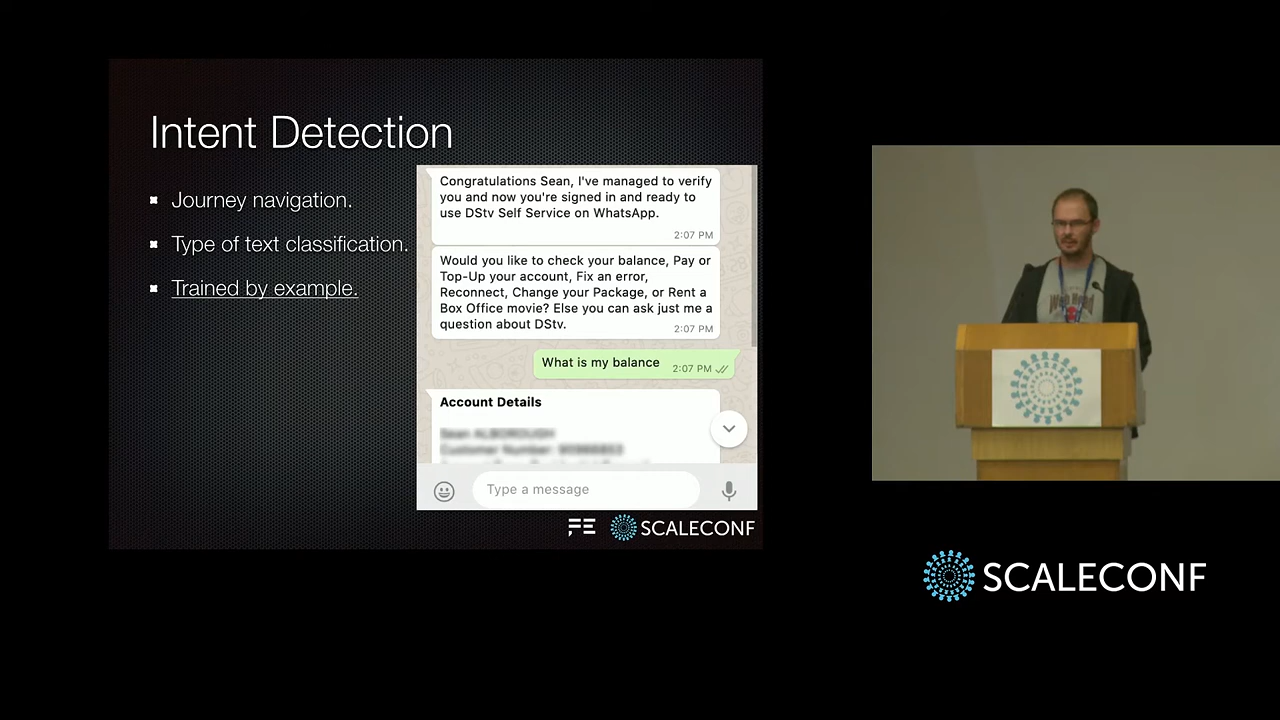 Intent Detection
Journey navigation.
Type of text classification.
Trained by example.
Congratulations Sean, I've managed to verify
you and now you're signed in and ready to
use DStv Self Service on WhatsApp.
2:07 PM
Would you like to check your balance, Pay or
Top-Up your account, Fix an error,
Reconnect, Change your Package, or Rent a
Box Office movie? Else you can ask just me a
question about DStv.
2:07 PM
What is my balance
2:07 PM
Account Details
Type a message
SCALECONF
SCALECONF